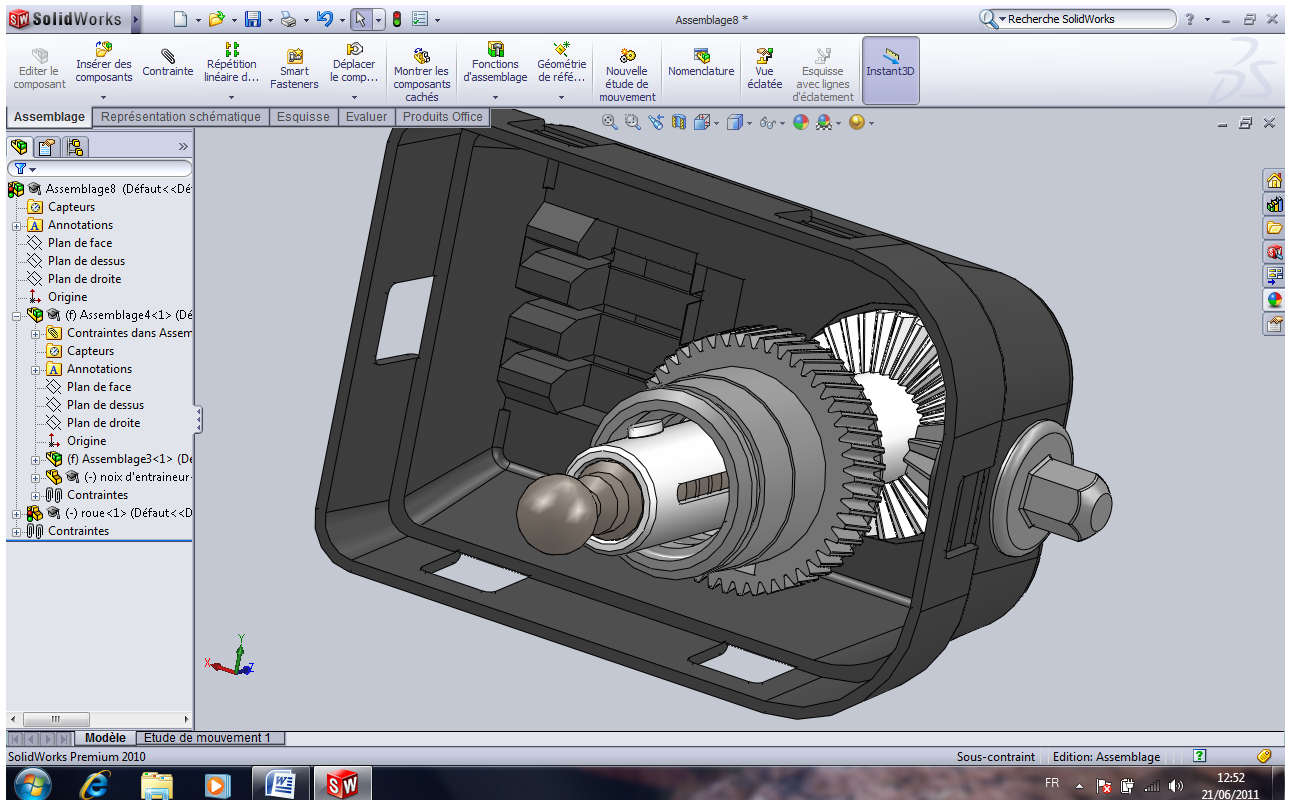 SolidWorks
Assemblage8 *
Recherche SolidWorks
Editer le composant
Insérer des composants
Contrainte
Répétition linéaire d...
Smart Fasteners
Déplacer le comp...
Montrer les composants cachés
Fonctions d'assemblage
Géométrie de réfé...
Nouvelle étude de mouvement
Nomenclature
Vue éclatée
Esquisse avec lignes d'éclatement
Instant3D
Assemblage
Représentation schématique
Esquisse
Evaluer
Produits Office
Assemblage8 (Défaut<<Dé
Capteurs
Annotations
Plan de face
Plan de dessus
Plan de droite
Origine
(f) Assemblage4<1> (Dé
Contraintes dans Assem
Capteurs
Annotations
Plan de face
Plan de dessus
Plan de droite
Origine
(f) Assemblage3<1> (De
(-) noix d'entraineur
Contraintes
(-) roue<1> (Défaut<<D
Contraintes
Y
X
Z
Modèle
Etude de mouvement 1
SolidWorks Premium 2010
Sous-contraint
Edition: Assemblage
FR
12:52
21/06/2011